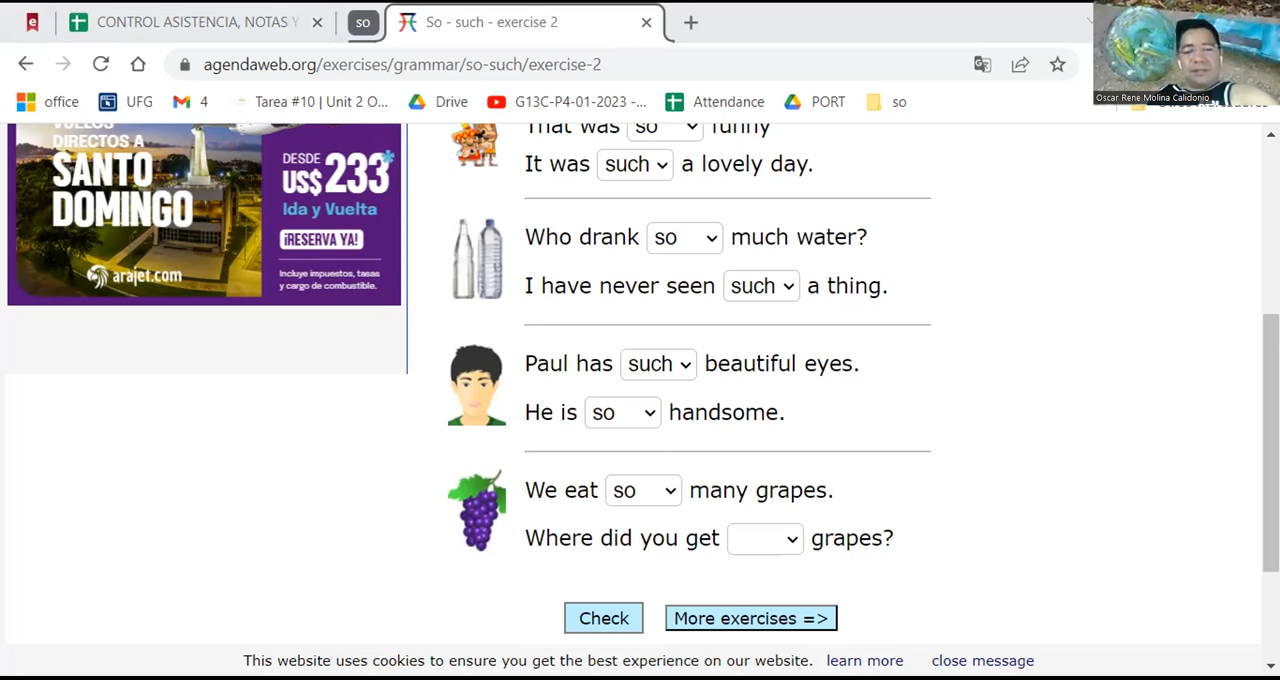 CONTROL ASISTENCIA, NOTAS Y
so
So - such - exercise 2
agendaweb.org/exercises/grammar/so-such/exercise-2
office
UFG
4
Tarea #10 | Unit 2 O...
Drive
G13C-P4-01-2023 -...
Attendance
PORT
so
Oscar Rene Molina Calidonio
VUELOS
DIRECTOS A
SANTO
DOMINGO
arajet.com
DESDE
US$ 233*
Ida y Vuelta
¡RESERVA YA!
Incluye impuestos, tasas
y cargo de combustible.
That was so funny
It was such a lovely day.
Who drank so much water?
I have never seen such a thing.
Paul has such beautiful eyes.
He is so handsome.
We eat so many grapes.
Where did you get grapes?
Check
More exercises =>
This website uses cookies to ensure you get the best experience on our website. learn more close message